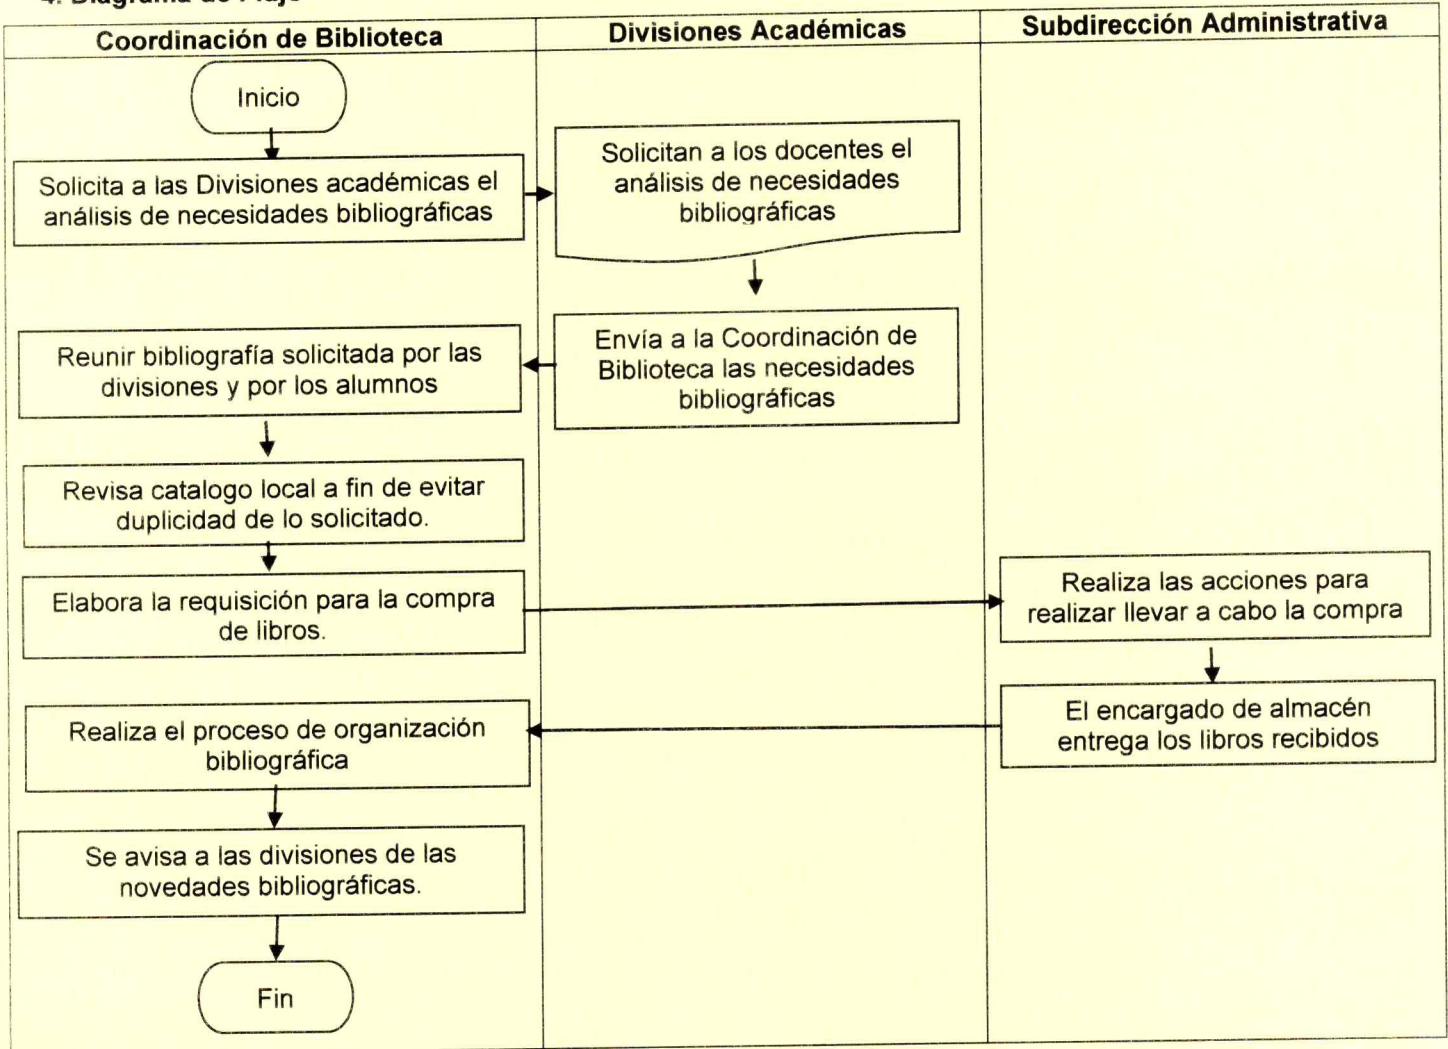 4. Diagrama de Flujo
Coordinación de Biblioteca
Divisiones Académicas
Subdirección Administrativa
Inicio
Solicita a las Divisiones académicas el
análisis de necesidades bibliográficas
Solicitan a los docentes el
análisis de necesidades
bibliográficas
Envía a la Coordinación de
Biblioteca las necesidades
bibliográficas
Reunir bibliografía solicitada por las
divisiones y por los alumnos
Revisa catalogo local a fin de evitar
duplicidad de lo solicitado.
Elabora la requisición para la compra
de libros.
Realiza las acciones para
realizar llevar a cabo la compra
El encargado de almacén
entrega los libros recibidos
Realiza el proceso de organización
bibliográfica
Se avisa a las divisiones de las
novedades bibliográficas.
Fin